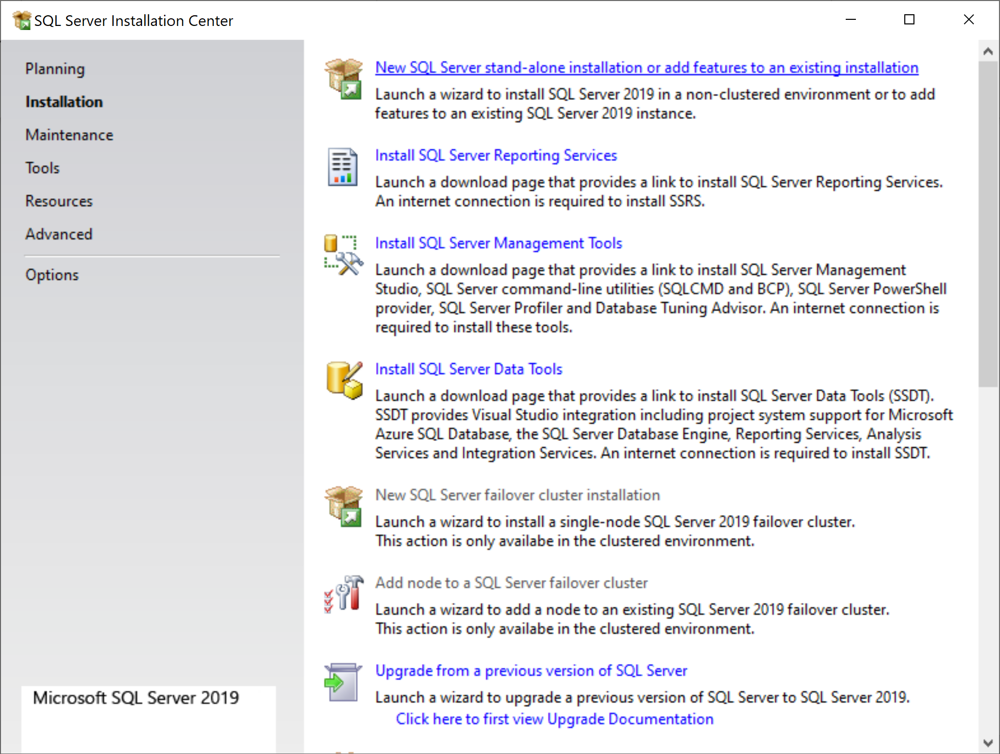 SQL Server Installation Center
Planning
Installation
Maintenance
Tools
Resources
Advanced
Options
Microsoft SQL Server 2019
New SQL Server stand-alone installation or add features to an existing installation
Launch a wizard to install SQL Server 2019 in a non-clustered environment or to add
features to an existing SQL Server 2019 instance.
Install SQL Server Reporting Services
Launch a download page that provides a link to install SQL Server Reporting Services.
An internet connection is required to install SSRS.
Install SQL Server Management Tools
Launch a download page that provides a link to install SQL Server Management
Studio, SQL Server command-line utilities (SQLCMD and BCP), SQL Server PowerShell
provider, SQL Server Profiler and Database Tuning Advisor. An internet connection is
required to install these tools.
Install SQL Server Data Tools
Launch a download page that provides a link to install SQL Server Data Tools (SSDT).
SSDT provides Visual Studio integration including project system support for Microsoft
Azure SQL Database, the SQL Server Database Engine, Reporting Services, Analysis
Services and Integration Services. An internet connection is required to install SSDT.
New SQL Server failover cluster installation
Launch a wizard to install a single-node SQL Server 2019 failover cluster.
This action is only availabe in the clustered environment.
Add node to a SQL Server failover cluster
Launch a wizard to add a node to an existing SQL Server 2019 failover cluster.
This action is only availabe in the clustered environment.
Upgrade from a previous version of SQL Server
Launch a wizard to upgrade a previous version of SQL Server to SQL Server 2019.
Click here to first view Upgrade Documentation